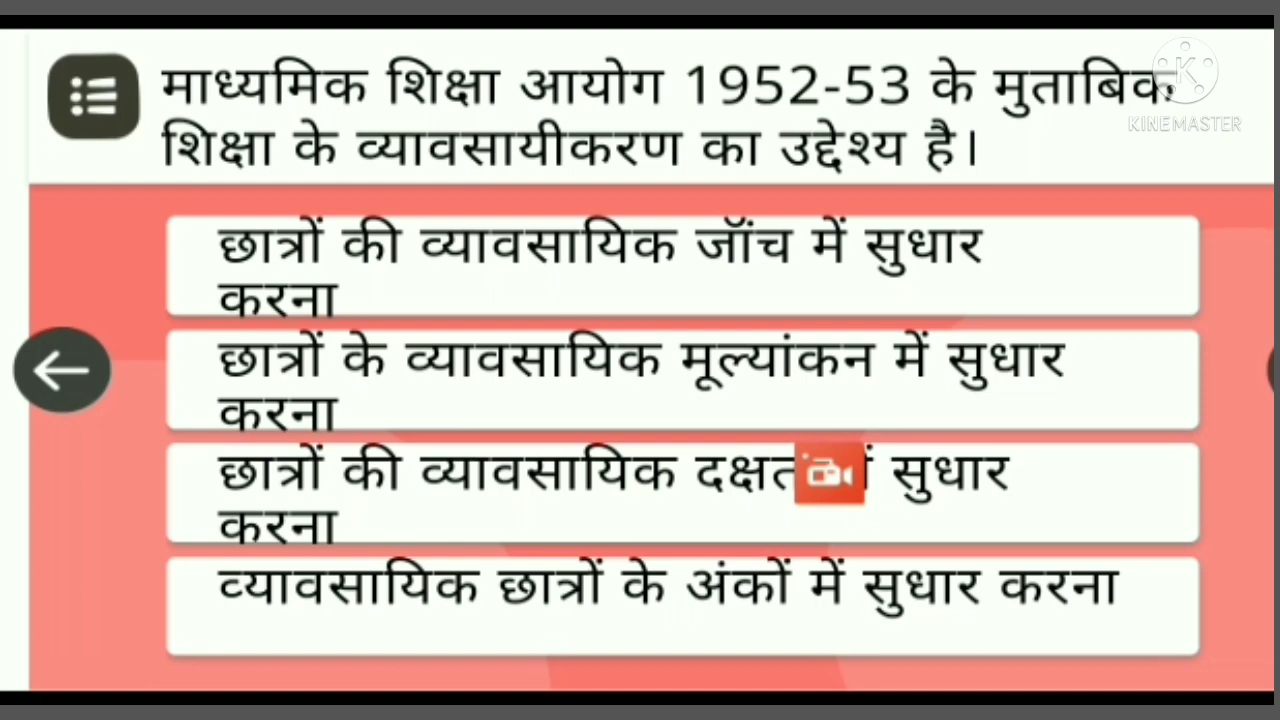 माध्यमिक शिक्षा आयोग 1952-53 के मुताबिक
शिक्षा के व्यावसायीकरण का उद्देश्य है।
KINEMASTER
छात्रों की व्यावसायिक जॉंच में सुधार
करना
छात्रों के व्यावसायिक मूल्यांकन में सुधार
करना
छात्रों की व्यावसायिक सुधार
करना
व्यावसायिक छात्रों के अंकों में सुधार करना